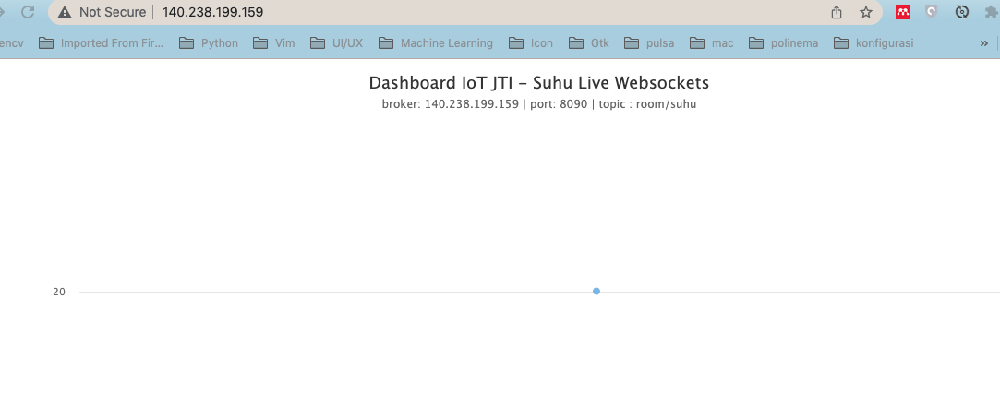 Not Secure 140.238.199.159
encv Imported From Fir... Python Vim UI/UX Machine Learning Icon Gtk pulsa mac polinema konfigurasi »
Dashboard IoT JTI - Suhu Live Websockets
broker: 140.238.199.159 | port: 8090 | topic : room/suhu
20